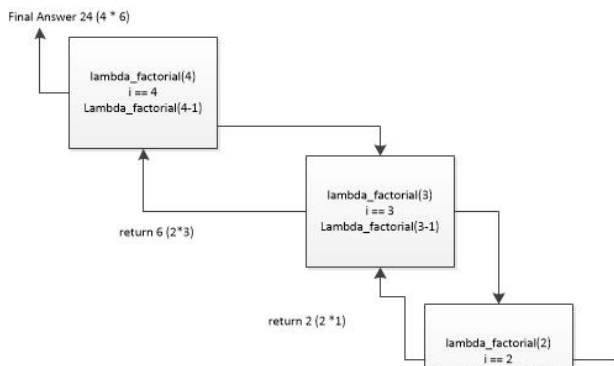 Final Answer 24 (4 * 6)
lambda_factorial(4)
i == 4
Lambda_factorial(4-1)
lambda_factorial(3)
i == 3
Lambda_factorial(3-1)
return 6 (2*3)
return 2 (2 *1)
lambda_factorial(2)
i == 2